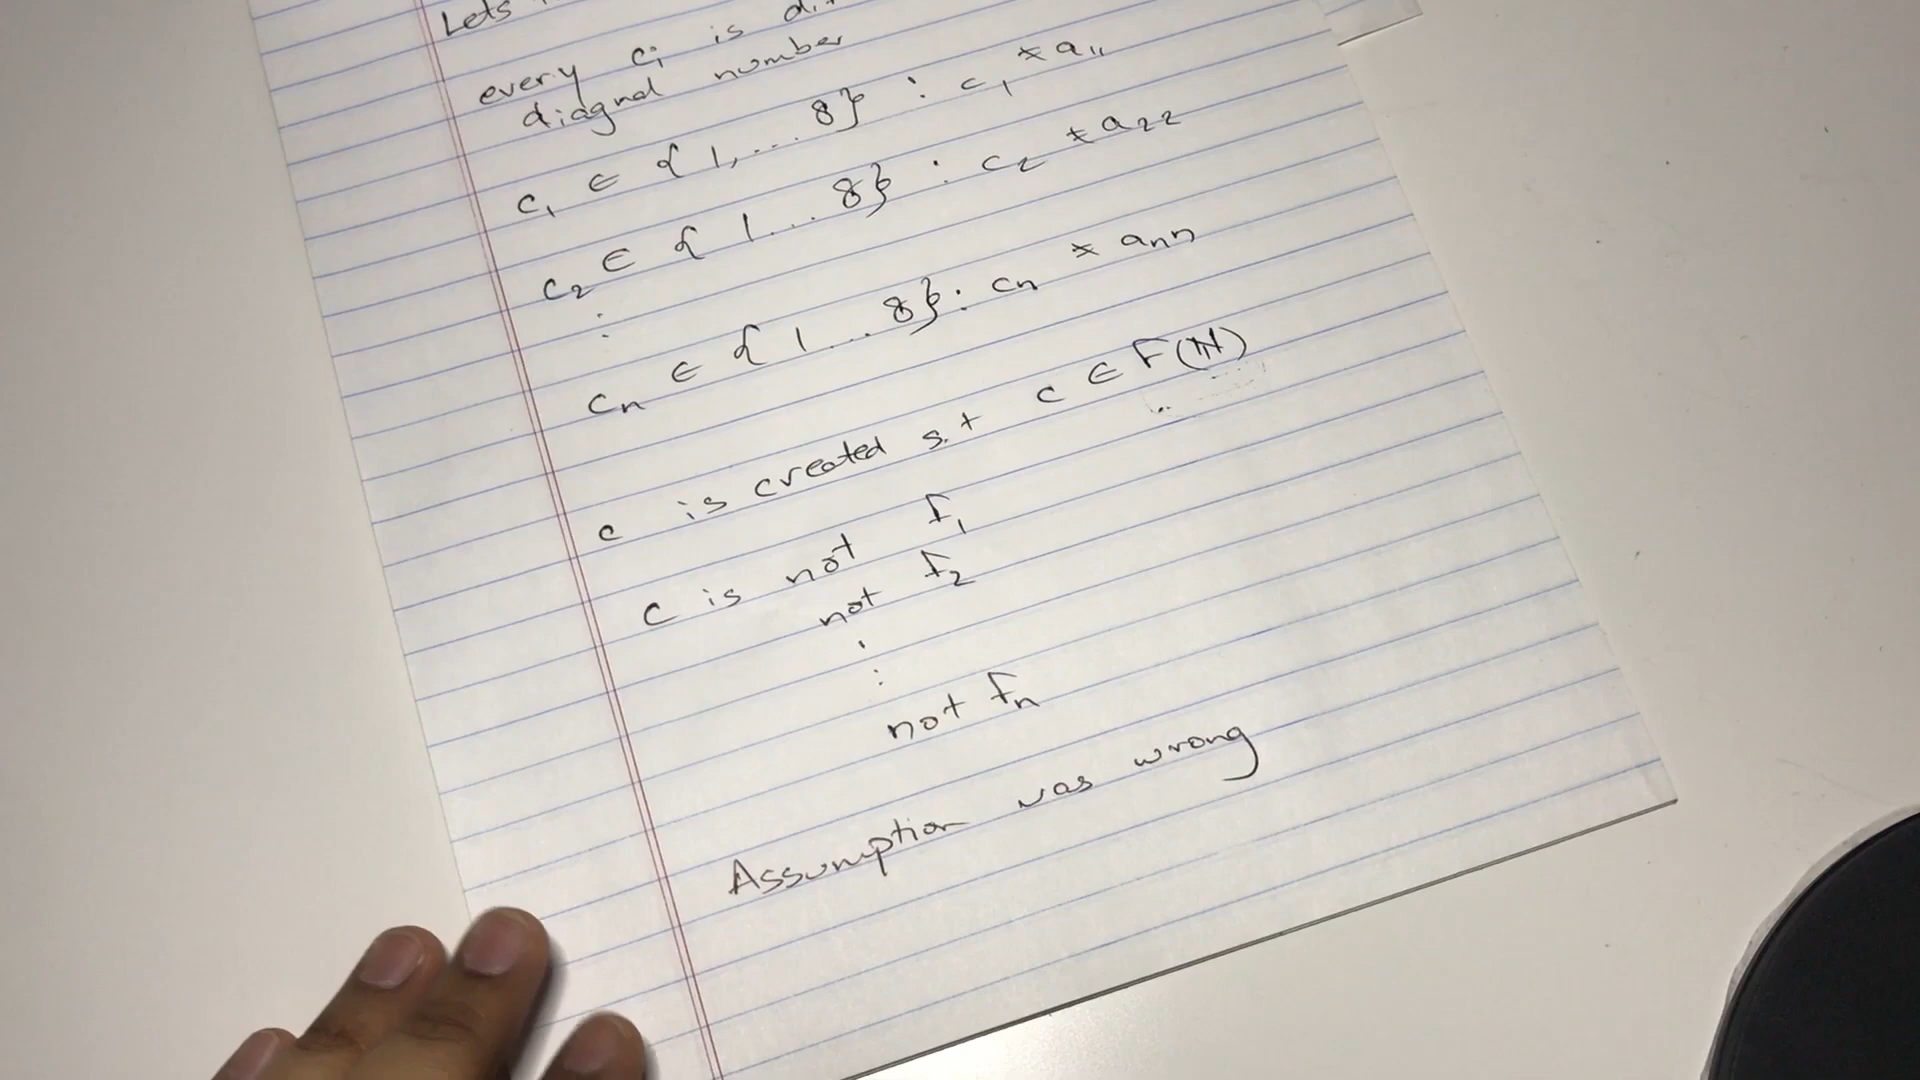 Lets
every ci is
diagnal number
c1 ∈ { 1,... 8} : c1 ≠ a11
c2 ∈ { 1... 8} : c2 ≠ a22
:
cn ∈ { 1... 8} : cn ≠ ann
c is created s.t c ∈ F(ℕ)
C is not f1
not f2
:
not fn
Assumption was wrong